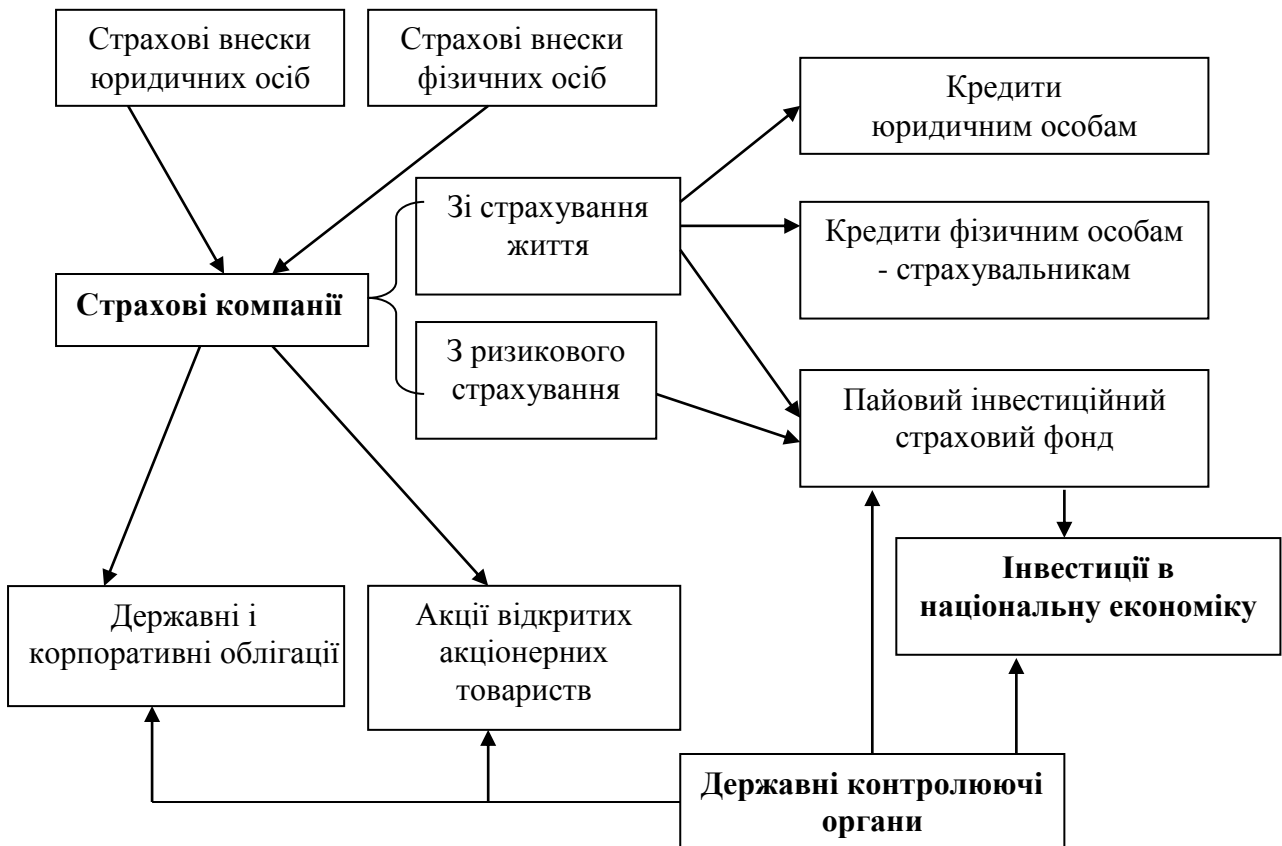 Страхові внески
юридичних осіб
Страхові внески
фізичних осіб
Кредити
юридичним особам
Зі страхування
життя
Кредити фізичним особам
- страхувальникам
Страхові компанії
З ризикового
страхування
Пайовий інвестиційний
страховий фонд
Інвестиції в
національну економіку
Державні і
корпоративні облігації
Акції відкритих
акціонерних
товариств
Державні контролюючі
органи